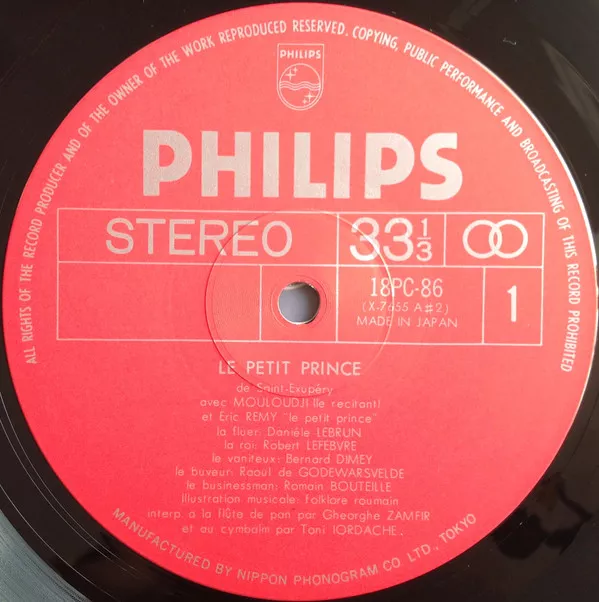 ALL RIGHTS OF THE RECORD PRODUCER AND OF THE OWNER OF THE WORK REPRODUCED RESERVED. COPYING, PUBLIC PERFORMANCE AND BROADCASTING OF THIS RECORD PROHIBITED
PHILIPS
PHILIPS
STEREO 33 1/3
18PC-86
(X-7655 A#2)
MADE IN JAPAN
1
LE PETIT PRINCE
de Saint-Exupéry
avec MOULOUDJI (le recitant)
et Eric REMY "le petit prince"
la fluer: Danièle LEBRUN
la roi: Robert LEFEBVRE
le vaniteux: Bernard DIMEY
le buveur: Raoul de GODEWARSVELDE
le businessman: Romain BOUTEILLE
Illustration musicale: Folklore roumain
interp. a la flûte de pan par Gheorghe ZAMFIR
et au cymbalm par Toni IORDACHE.
MANUFACTURED BY NIPPON PHONOGRAM CO LTD., TOKYO